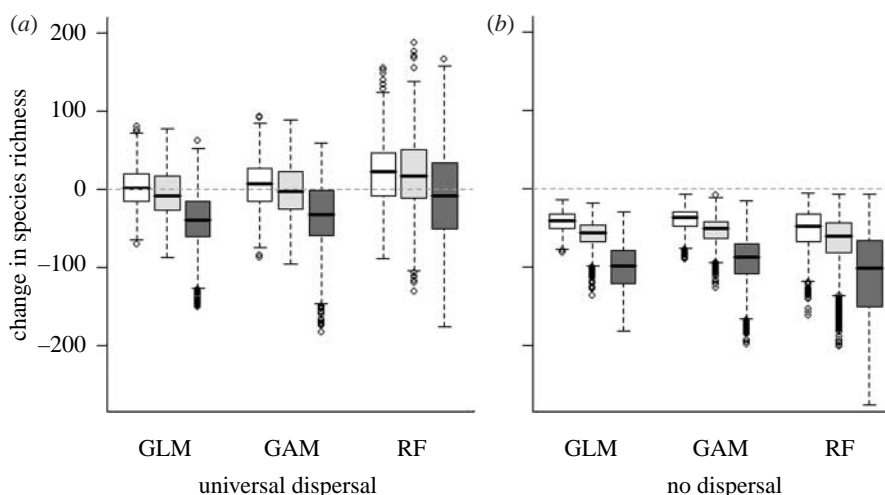 (a)
(b)
change in species richness
200
100
0
–100
–200
GLM GAM RF
GLM GAM RF
universal dispersal
no dispersal